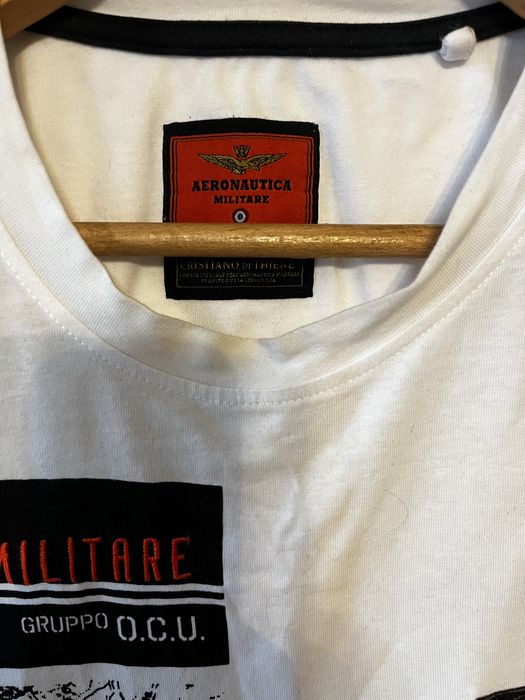 AERONAUTICA
MILITARE
CRISTIANO DI THIENE
MILITARE
GRUPPO O.C.U.